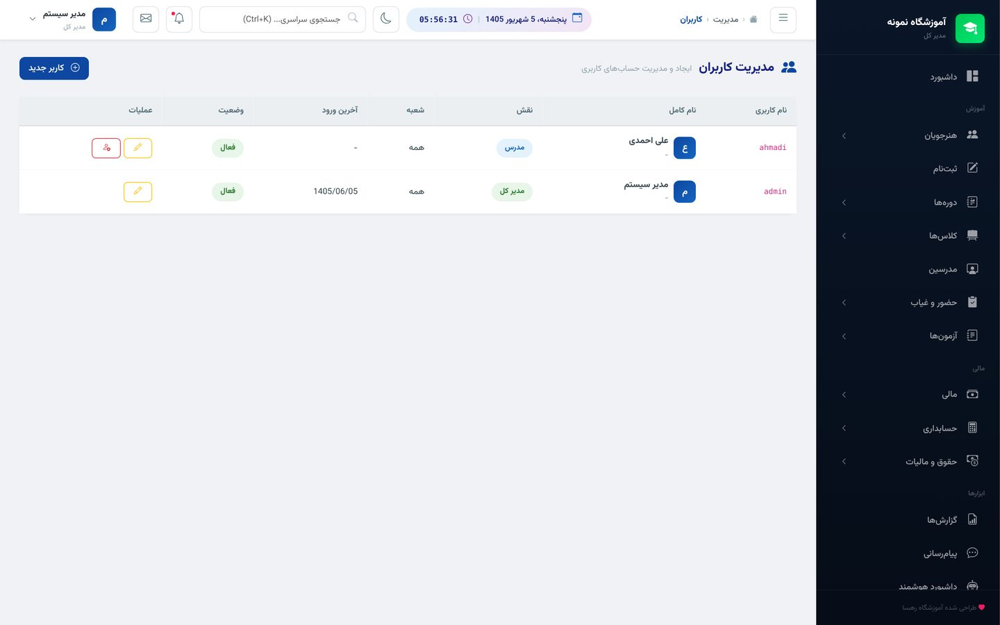 آموزشگاه نمونه
مدیر کل
داشبورد
آموزش
هنرجویان
ثبت‌نام
دوره‌ها
کلاس‌ها
مدرسین
حضور و غیاب
آزمون‌ها
مالی
مالی
حسابداری
حقوق و مالیات
ابزارها
گزارش‌ها
پیام‌رسانی
داشبورد هوشمند
طراحی شده آموزشگاه رهسا
مدیریت ‹ کاربران
پنجشنبه، 5 شهریور 1405 | 05:56:31
جستجوی سراسری... (Ctrl+K)
م
مدیر سیستم
مدیر کل
مدیریت کاربران ایجاد و مدیریت حساب‌های کاربری
کاربر جدید
نام کاربری نام کامل نقش شعبه آخرین ورود وضعیت عملیات
ahmadi ع علی احمدی - مدرس همه - فعال
admin م مدیر سیستم - مدیر کل همه 1405/06/05 فعال